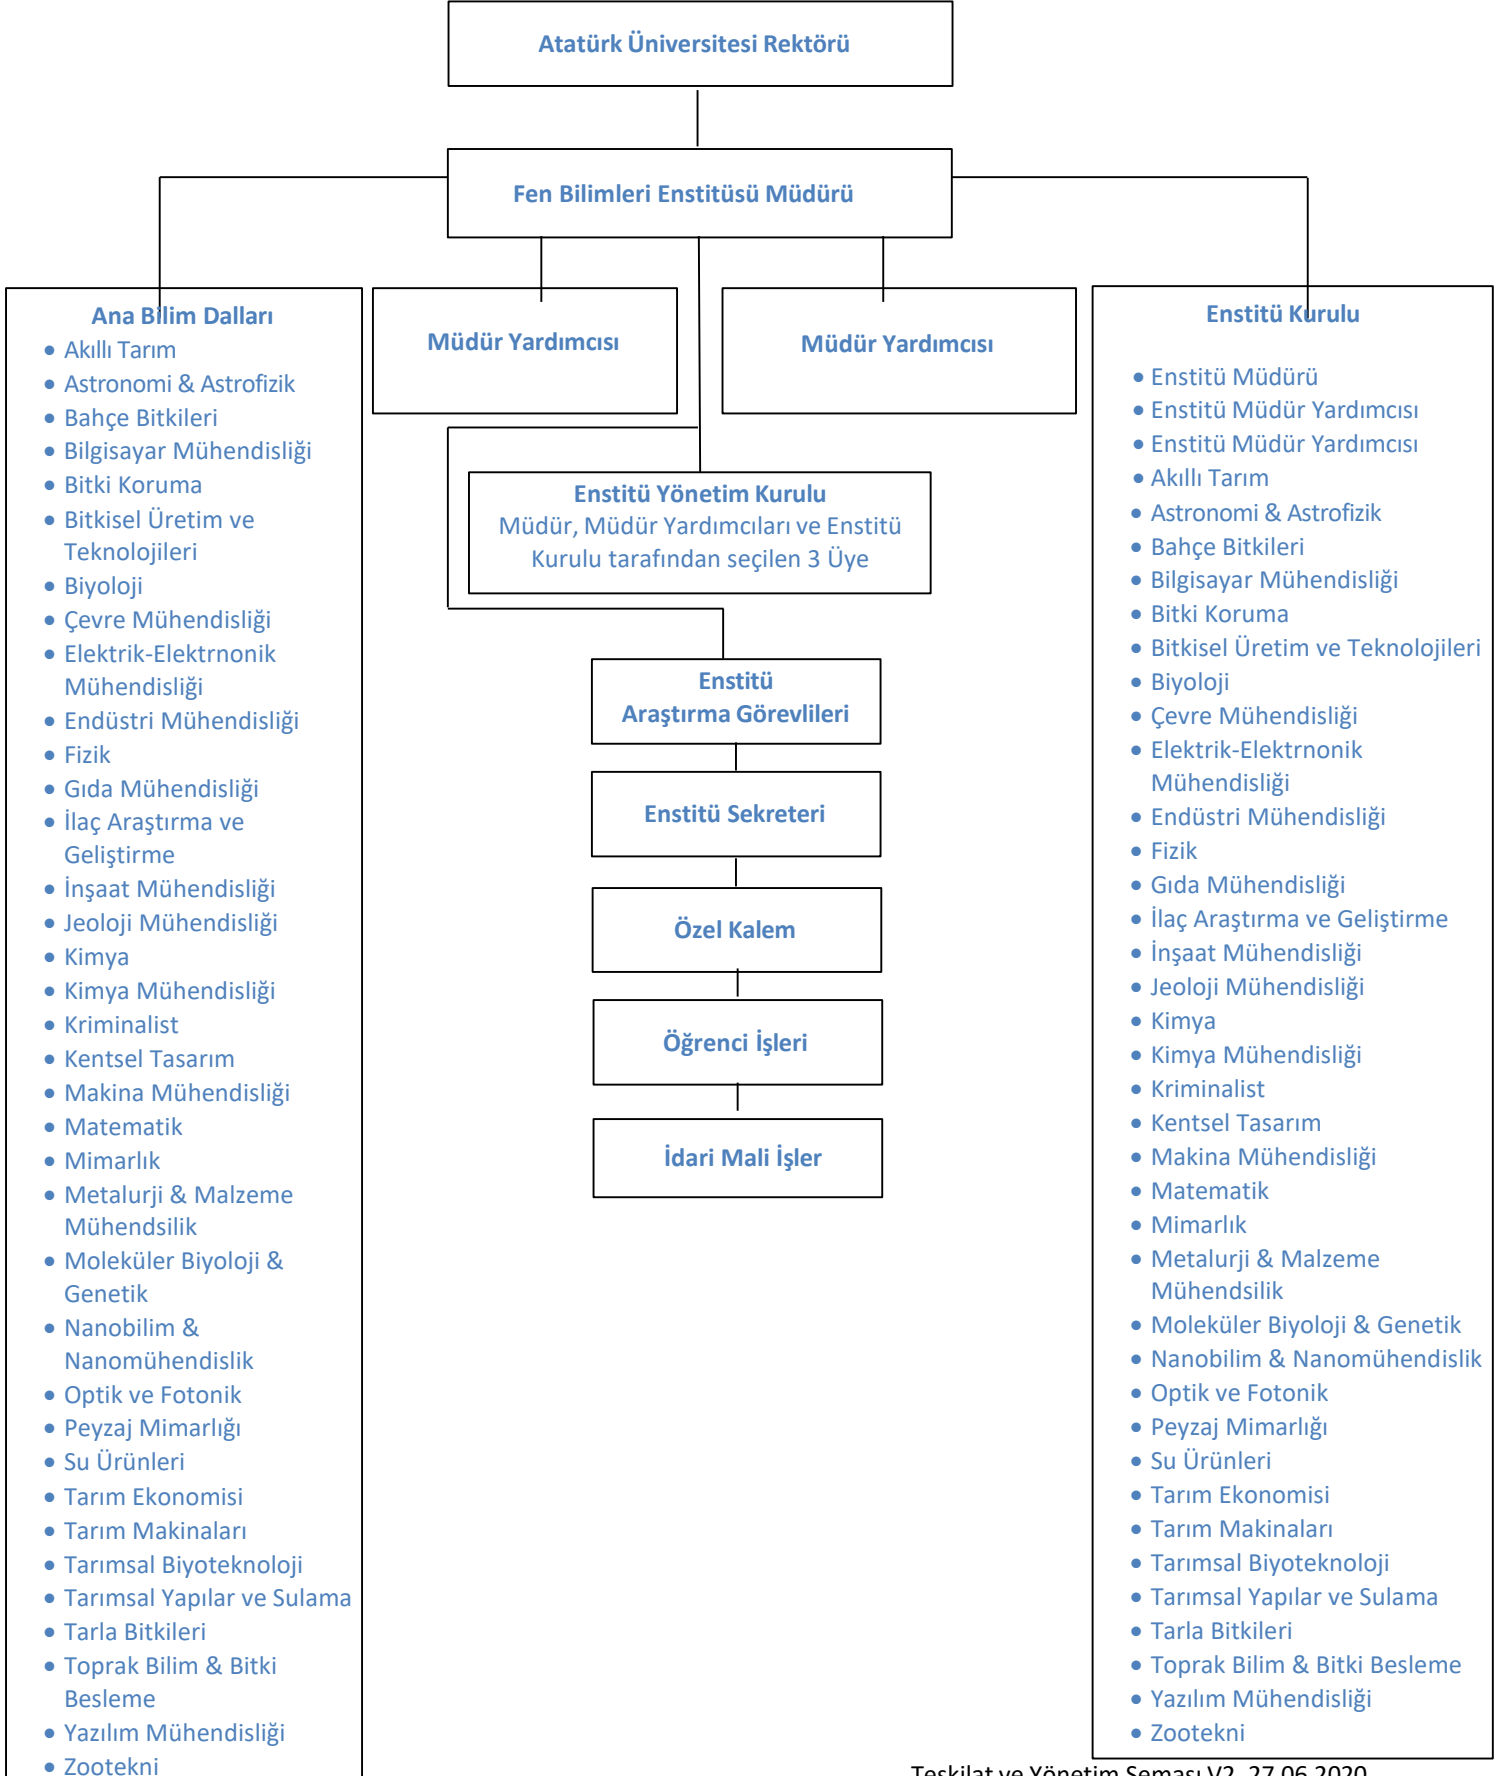 Atatürk Üniversitesi Rektörü
Fen Bilimleri Enstitüsü Müdürü
Ana Bilim Dalları
• Akıllı Tarım
• Astronomi & Astrofizik
• Bahçe Bitkileri
• Bilgisayar Mühendisliği
• Bitki Koruma
• Bitkisel Üretim ve
Teknolojileri
• Biyoloji
• Çevre Mühendisliği
• Elektrik-Elektrnonik
Mühendisliği
• Endüstri Mühendisliği
• Fizik
• Gıda Mühendisliği
• İlaç Araştırma ve
Geliştirme
• İnşaat Mühendisliği
• Jeoloji Mühendisliği
• Kimya
• Kimya Mühendisliği
• Kriminalist
• Kentsel Tasarım
• Makina Mühendisliği
• Matematik
• Mimarlık
• Metalurji & Malzeme
Mühendsilik
• Moleküler Biyoloji &
Genetik
• Nanobilim &
Nanomühendislik
• Optik ve Fotonik
• Peyzaj Mimarlığı
• Su Ürünleri
• Tarım Ekonomisi
• Tarım Makinaları
• Tarımsal Biyoteknoloji
• Tarımsal Yapılar ve Sulama
• Tarla Bitkileri
• Toprak Bilim & Bitki
Besleme
• Yazılım Mühendisliği
• Zootekni
Müdür Yardımcısı
Müdür Yardımcısı
Enstitü Yönetim Kurulu
Müdür, Müdür Yardımcıları ve Enstitü
Kurulu tarafından seçilen 3 Üye
Enstitü
Araştırma Görevlileri
Enstitü Sekreteri
Özel Kalem
Öğrenci İşleri
İdari Mali İşler
Enstitü Kurulu
• Enstitü Müdürü
• Enstitü Müdür Yardımcısı
• Enstitü Müdür Yardımcısı
• Akıllı Tarım
• Astronomi & Astrofizik
• Bahçe Bitkileri
• Bilgisayar Mühendisliği
• Bitki Koruma
• Bitkisel Üretim ve Teknolojileri
• Biyoloji
• Çevre Mühendisliği
• Elektrik-Elektrnonik
Mühendisliği
• Endüstri Mühendisliği
• Fizik
• Gıda Mühendisliği
• İlaç Araştırma ve Geliştirme
• İnşaat Mühendisliği
• Jeoloji Mühendisliği
• Kimya
• Kimya Mühendisliği
• Kriminalist
• Kentsel Tasarım
• Makina Mühendisliği
• Matematik
• Mimarlık
• Metalurji & Malzeme
Mühendsilik
• Moleküler Biyoloji & Genetik
• Nanobilim & Nanomühendislik
• Optik ve Fotonik
• Peyzaj Mimarlığı
• Su Ürünleri
• Tarım Ekonomisi
• Tarım Makinaları
• Tarımsal Biyoteknoloji
• Tarımsal Yapılar ve Sulama
• Tarla Bitkileri
• Toprak Bilim & Bitki Besleme
• Yazılım Mühendisliği
• Zootekni
Teşkilat ve Yönetim Şeması V2, 27.06.2020